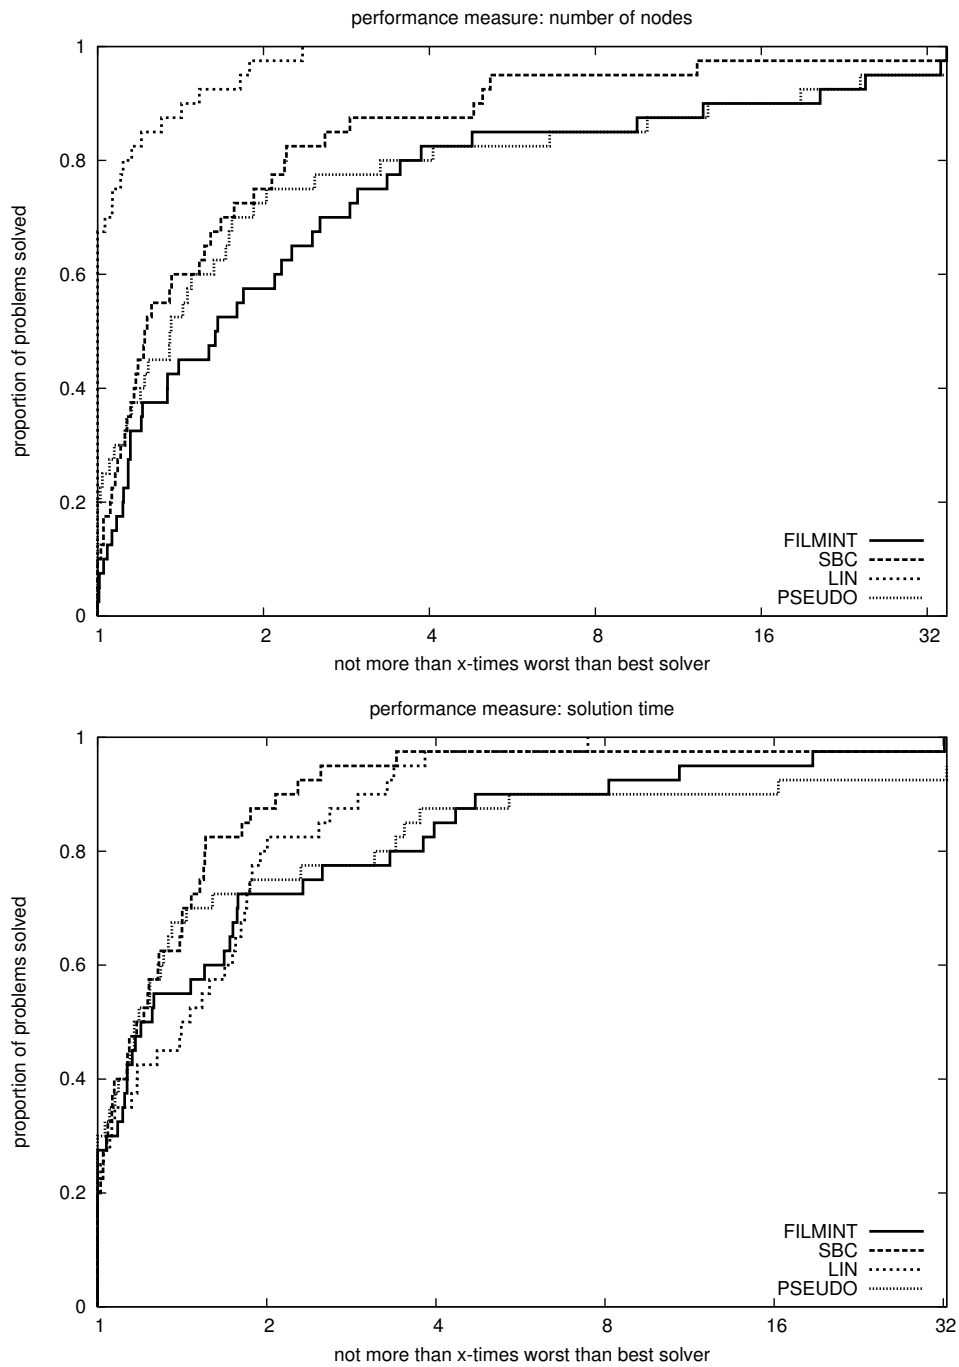 performance measure: number of nodes
1
0.8
0.6
0.4
0.2
0
proportion of problems solved
FILMINT
SBC
LIN
PSEUDO
1 2 4 8 16 32
not more than x-times worst than best solver
performance measure: solution time
1
0.8
0.6
0.4
0.2
0
proportion of problems solved
FILMINT
SBC
LIN
PSEUDO
1 2 4 8 16 32
not more than x-times worst than best solver